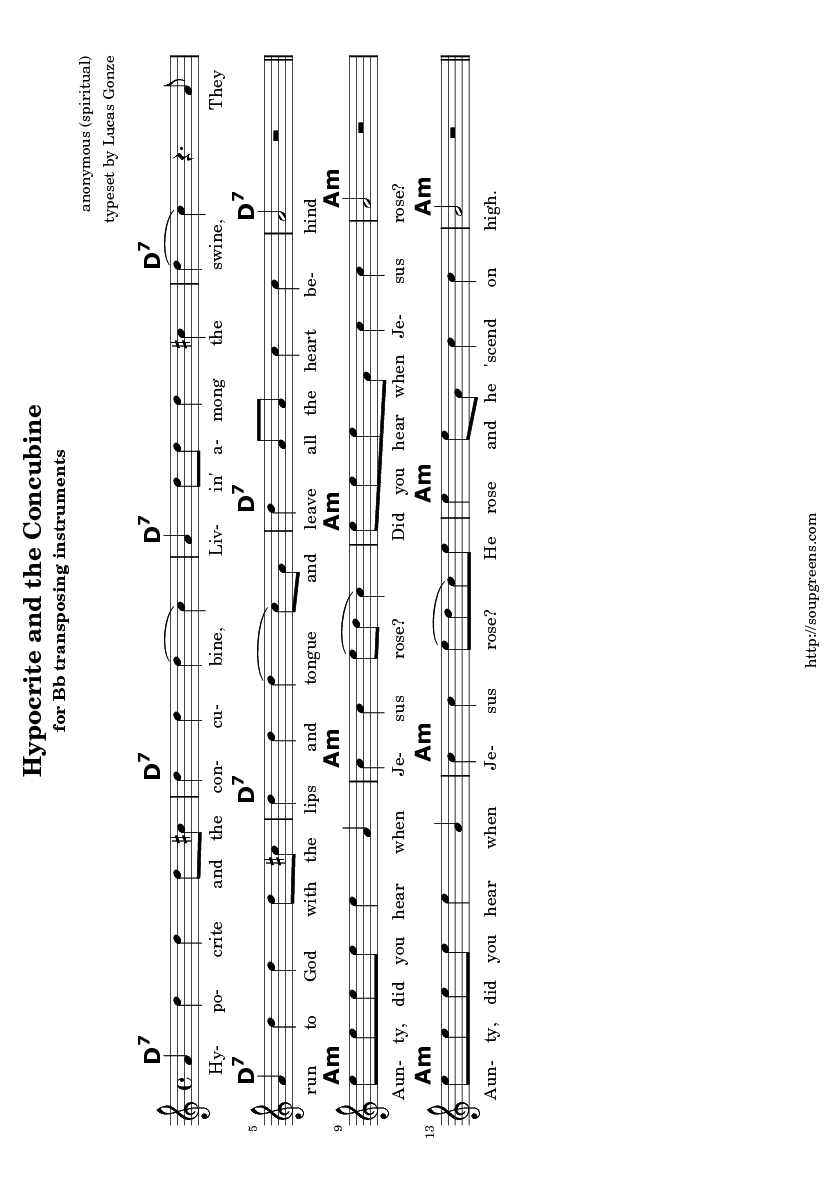 Hypocrite and the Concubine
for Bb transposing instruments
anonymous (spiritual)
typeset by Lucas Gonze
D7 D7 D7 D7
Hy- po- crite and the con- cu- bine, Liv- in' a- mong the swine, They
5
D7 D7 D7 D7
run to God with the lips and tongue and leave all the heart be- hind
9
Am Am Am Am
Aun- ty, did you hear when Je- sus rose? Did you hear when Je- sus rose?
13
Am Am Am Am
Aun- ty, did you hear when Je- sus rose? He rose and he 'scend on high.
http://soupgreens.com